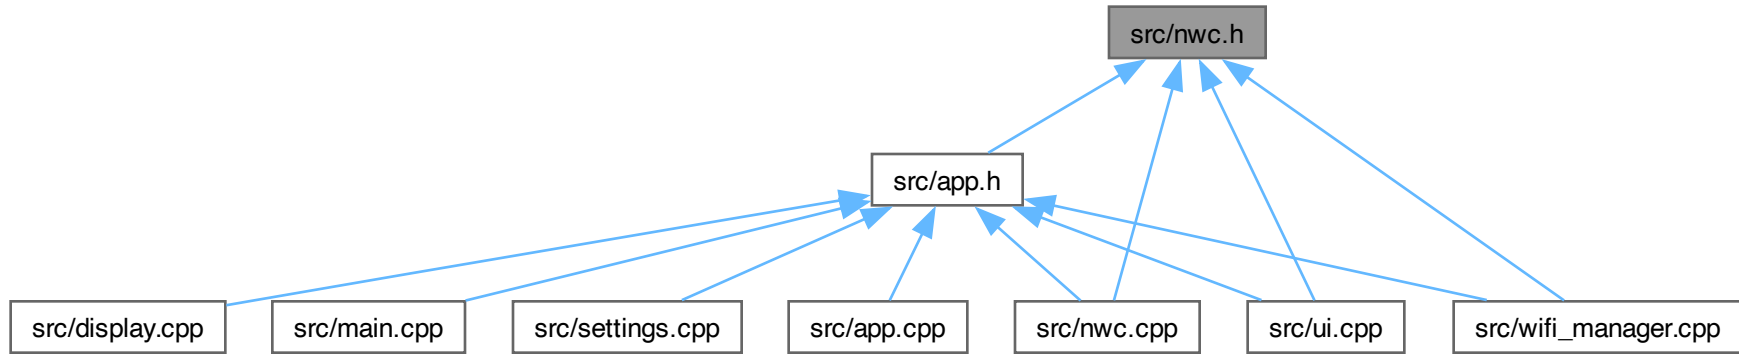 src/nwc.h
src/app.h
src/display.cpp
src/main.cpp
src/settings.cpp
src/app.cpp
src/nwc.cpp
src/ui.cpp
src/wifi_manager.cpp